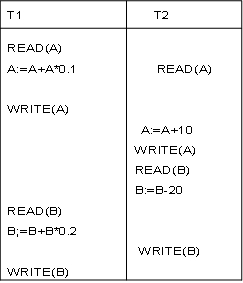 T1 T2
READ(A)
A:=A+A*0.1 READ(A)
WRITE(A)
A:=A+10
WRITE(A)
READ(B)
B:=B-20
READ(B)
B;=B+B*0.2
WRITE(B)
WRITE(B)